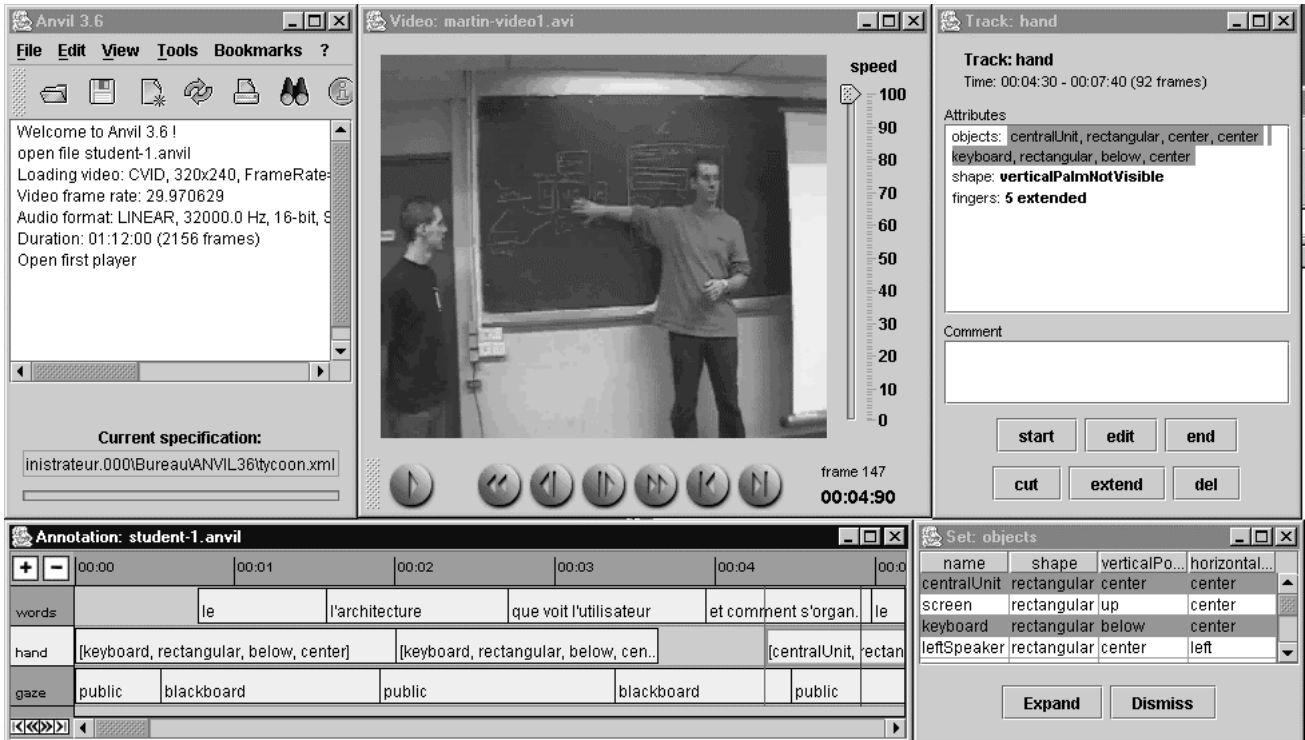 Anvil 3.6
File Edit View Tools Bookmarks ?
Welcome to Anvil 3.6 !
open file student-1.anvil
Loading video: CVID, 320x240, FrameRate=
Video frame rate: 29.970629
Audio format: LINEAR, 32000.0 Hz, 16-bit, S
Duration: 01:12:00 (2156 frames)
Open first player
Current specification:
inistrateur.000\Bureau\ANVIL36\tycoon.xml
Video: martin-video1.avi
speed
100
90
80
70
60
50
40
30
20
10
0
frame 147
00:04:90
Track: hand
Track: hand
Time: 00:04:30 - 00:07:40 (92 frames)
Attributes
objects: centralUnit, rectangular, center, center
keyboard, rectangular, below, center
shape: verticalPalmNotVisible
fingers: 5 extended
Comment
start edit end
cut extend del
Annotation: student-1.anvil
+ - 00:00 00:01 00:02 00:03 00:04 00:0
words le l'architecture que voit l'utilisateur et comment s'organ. le
hand [keyboard, rectangular, below, center] [keyboard, rectangular, below, cen.. [centralUnit, rectan
gaze public blackboard public blackboard public
Set: objects
name shape verticalPo... horizontal...
centralUnit rectangular center center
screen rectangular up center
keyboard rectangular below center
leftSpeaker rectangular center left
Expand Dismiss